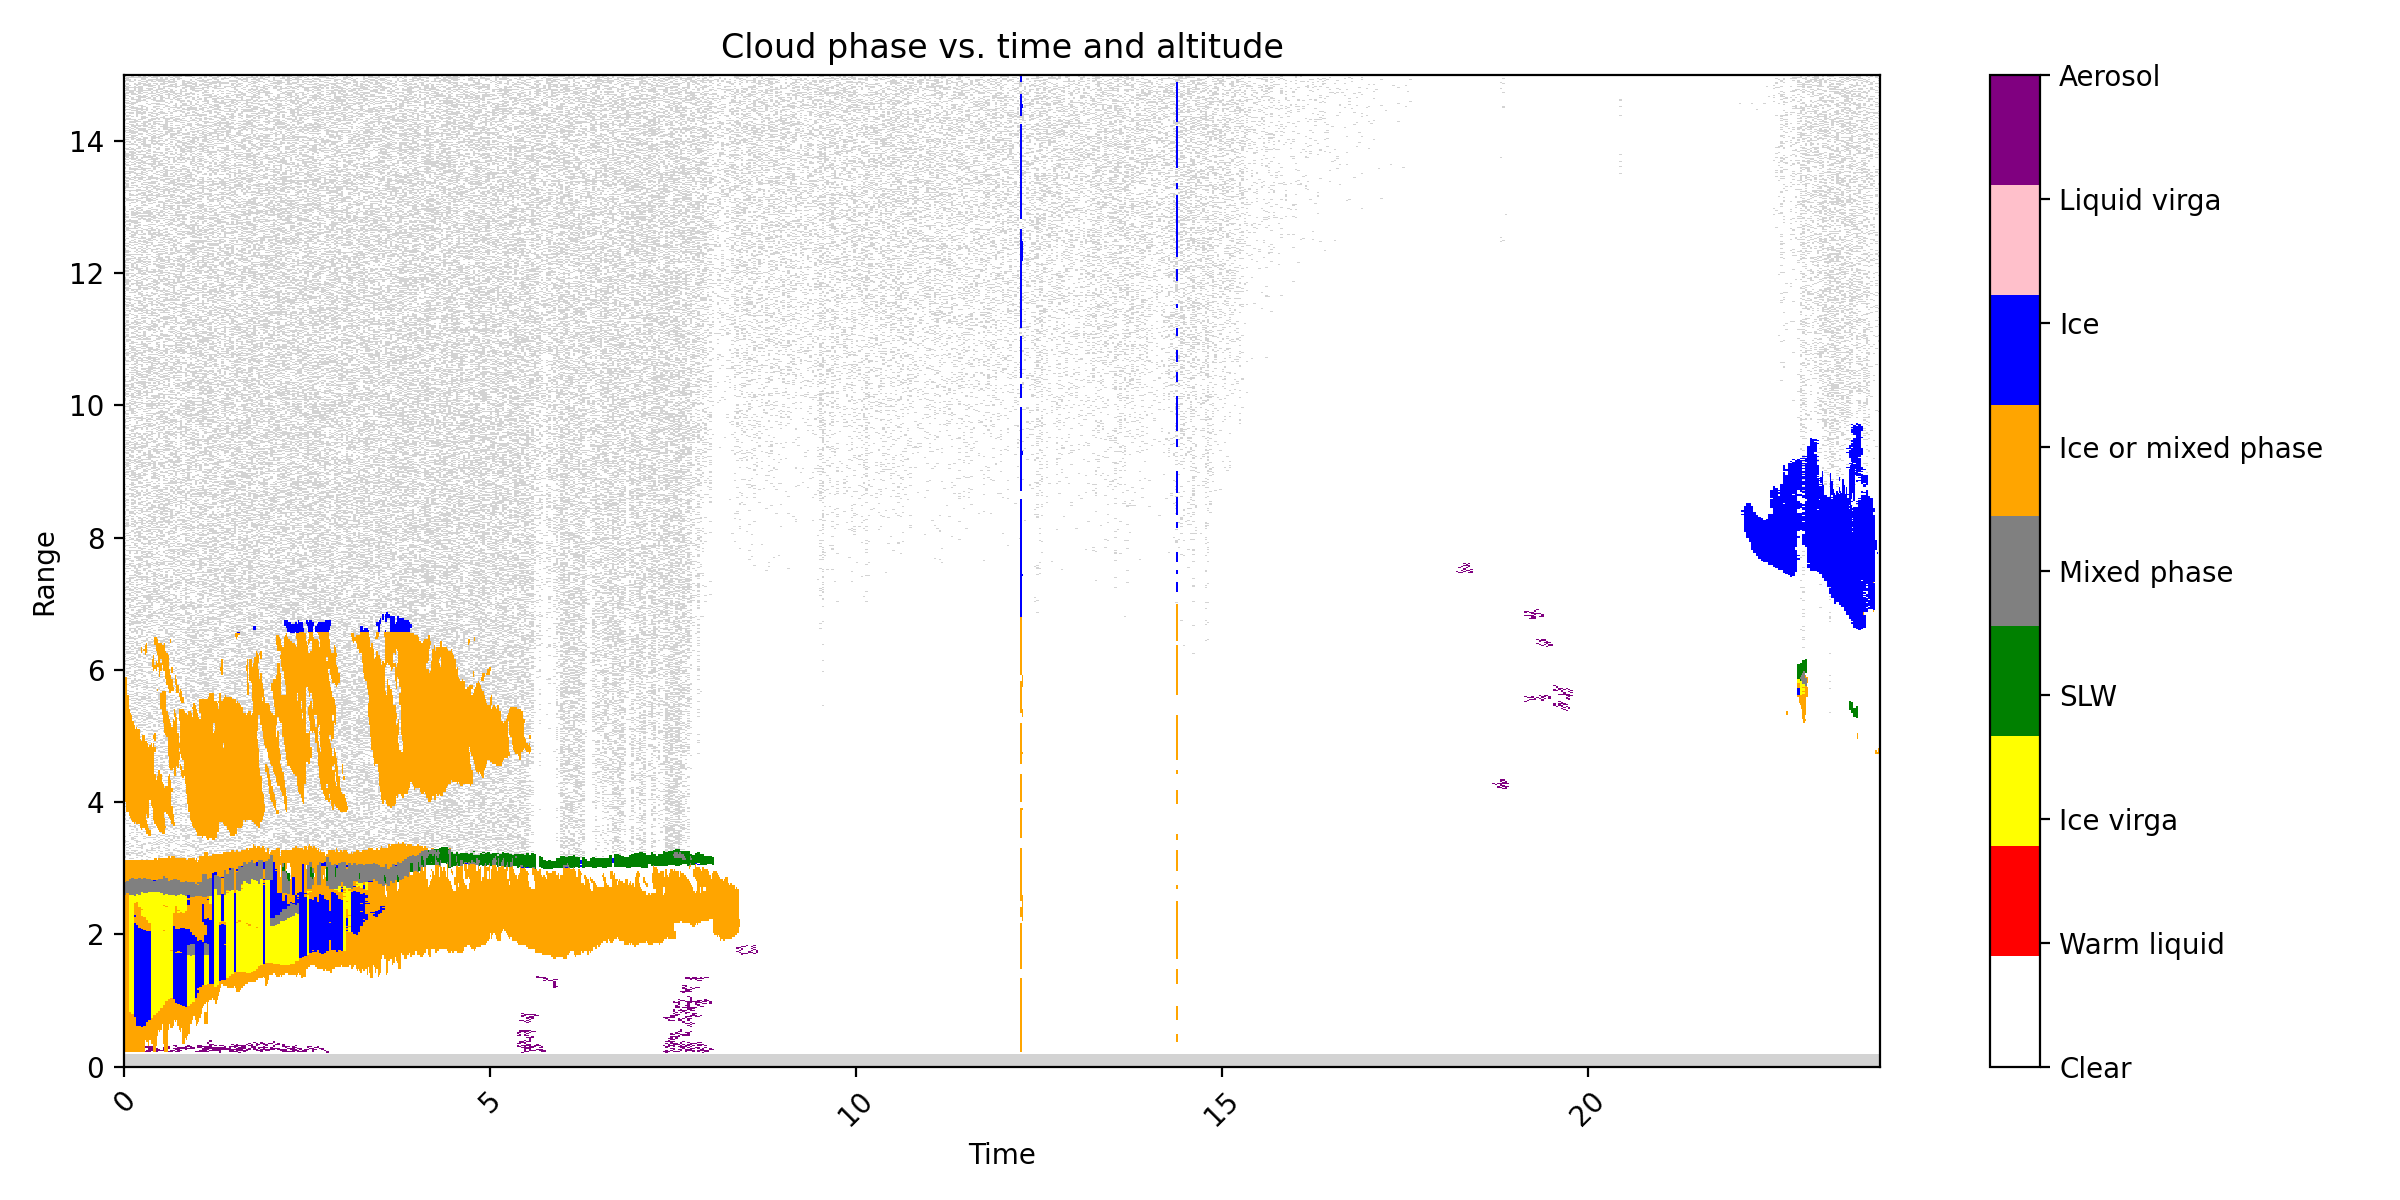 Cloud phase vs. time and altitude
Range
14
12
10
8
6
4
2
0
0
5
10
15
20
Time
Aerosol
Liquid virga
Ice
Ice or mixed phase
Mixed phase
SLW
Ice virga
Warm liquid
Clear